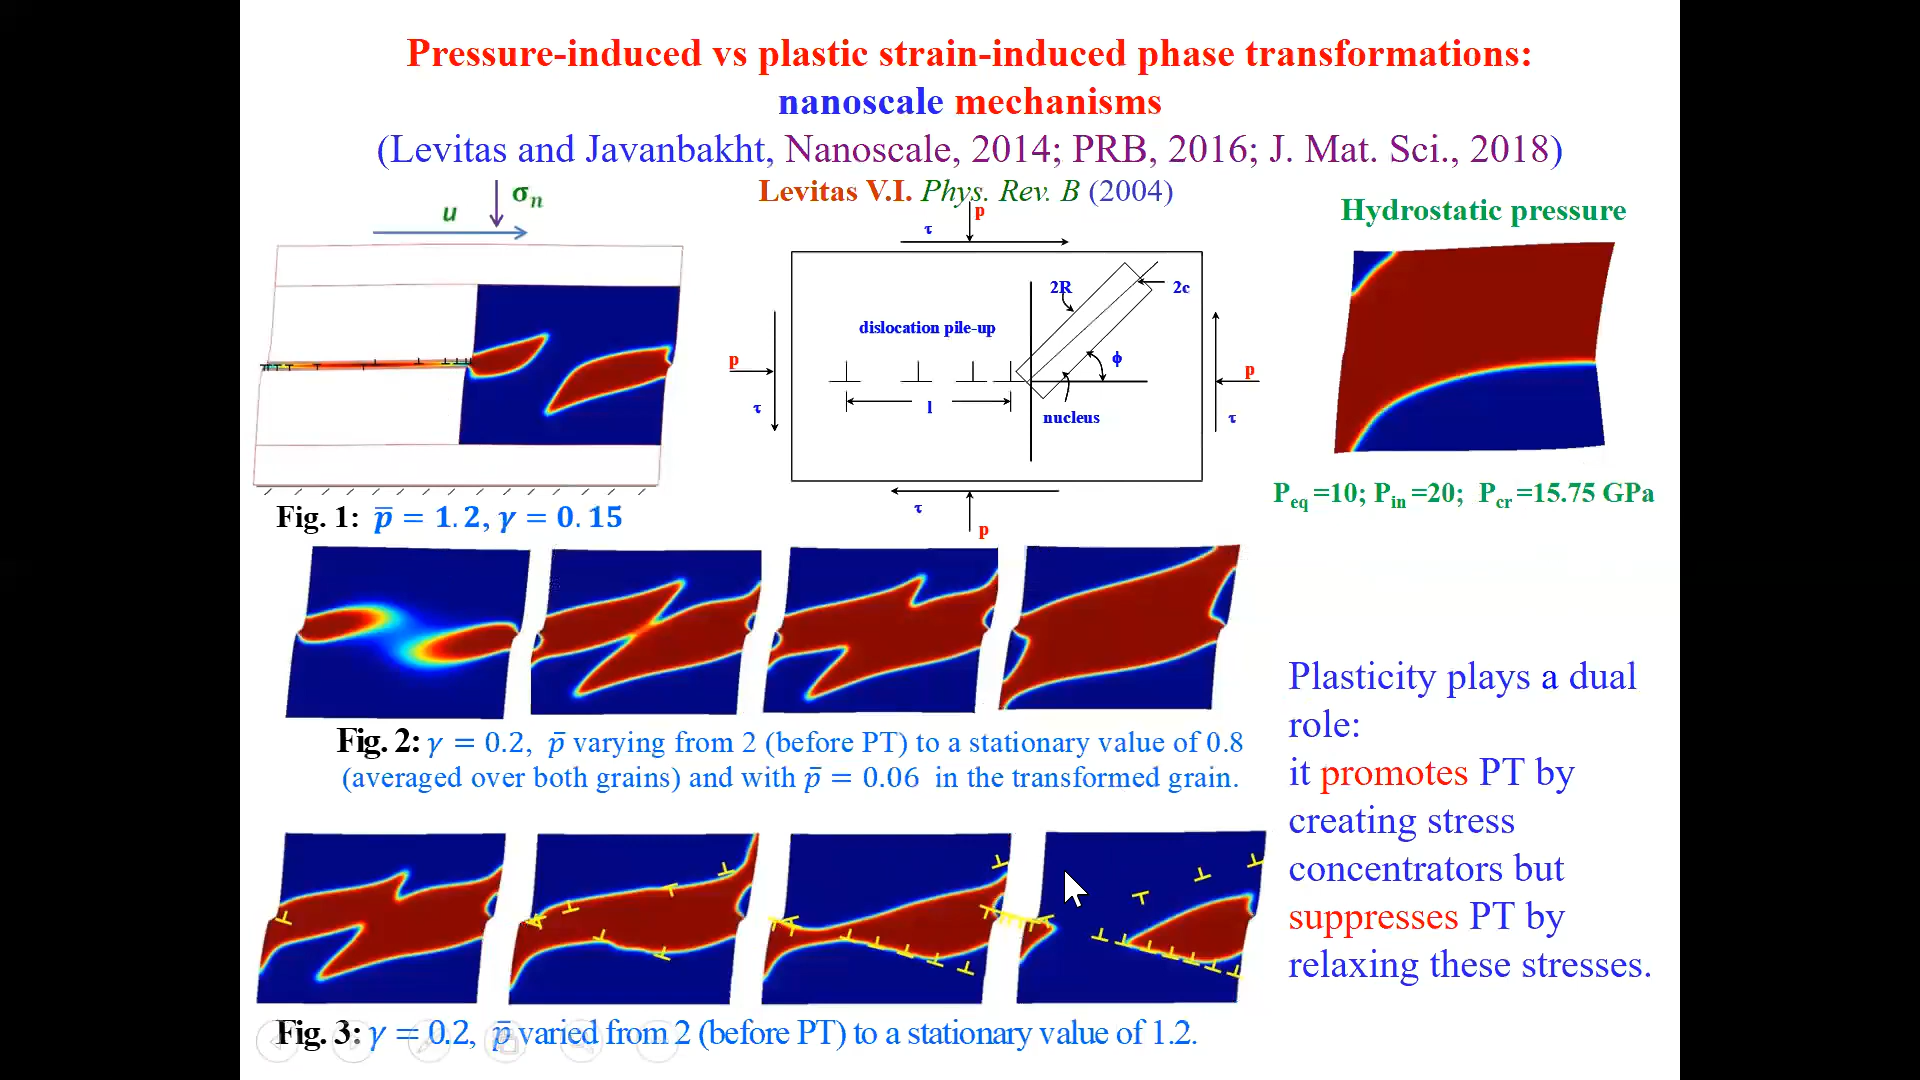 Pressure-induced vs plastic strain-induced phase transformations:
nanoscale mechanisms
(Levitas and Javanbakht, Nanoscale, 2014; PRB, 2016; J. Mat. Sci., 2018)
Levitas V.I. Phys. Rev. B (2004)
u
σn
Fig. 1: p̄ = 1.2, γ = 0.15
p
τ
2R
2c
dislocation pile-up
p
ϕ
p
τ
l
nucleus
τ
τ
p
Hydrostatic pressure
Peq =10; Pin =20; Pcr =15.75 GPa
Fig. 2: γ = 0.2, p̄ varying from 2 (before PT) to a stationary value of 0.8
(averaged over both grains) and with p̄ = 0.06 in the transformed grain.
Fig. 3: γ = 0.2, p̄ varied from 2 (before PT) to a stationary value of 1.2.
Plasticity plays a dual
role:
it promotes PT by
creating stress
concentrators but
suppresses PT by
relaxing these stresses.